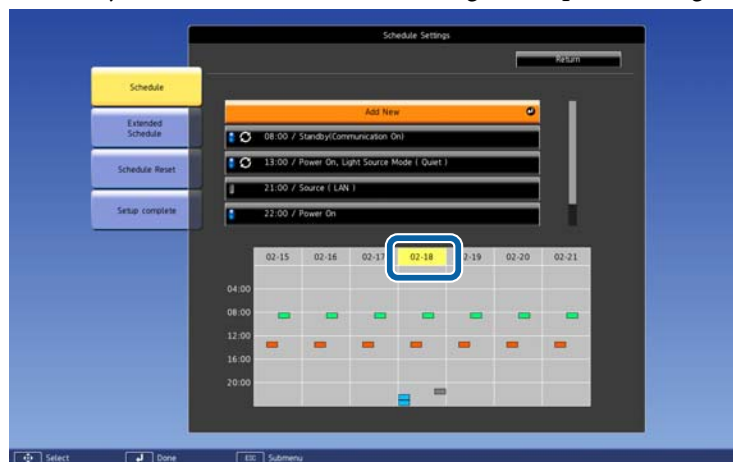 Schedule Settings
Return
Schedule
Extended
Schedule
Schedule Reset
Setup complete
Add New
08:00 / Standby(Communication On)
13:00 / Power On, Light Source Mode ( Quiet )
21:00 / Source ( LAN )
22:00 / Power On
02-15 02-16 02-17 02-18 02-19 02-20 02-21
04:00
08:00
12:00
16:00
20:00
Select Done ESC Submenu